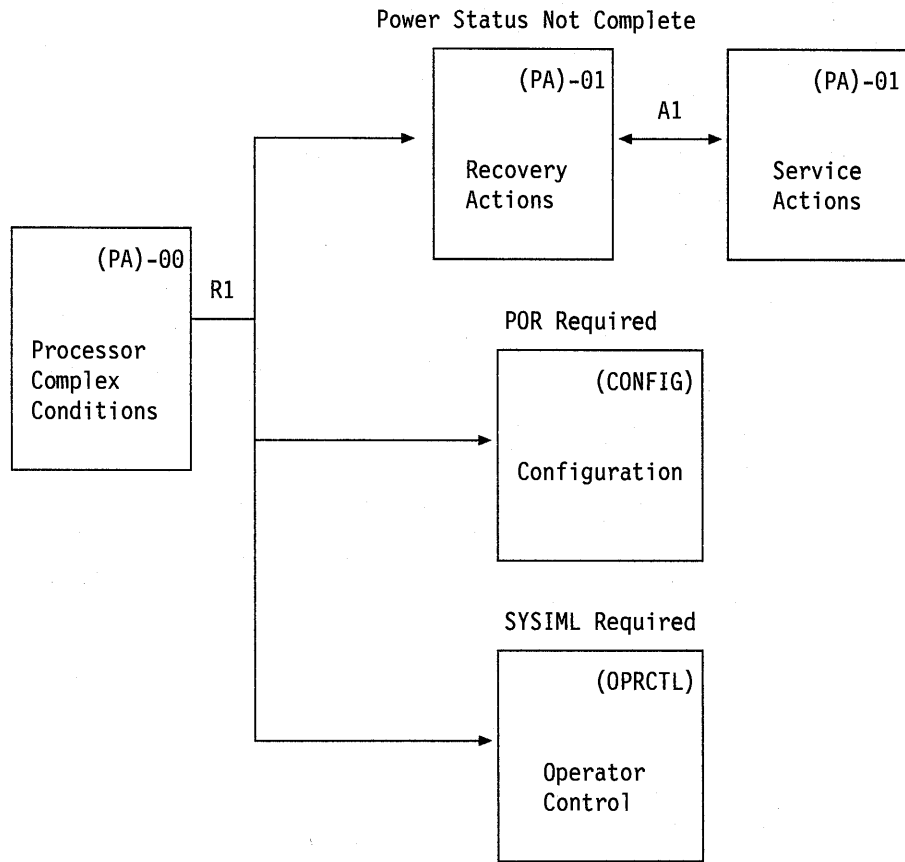 Power Status Not Complete
(PA)-01
Recovery
Actions
A1
(PA)-01
Service
Actions
(PA)-00
Processor
Complex
Conditions
R1
POR Required
(CONFIG)
Configuration
SYSIML Required
(OPRCTL)
Operator
Control